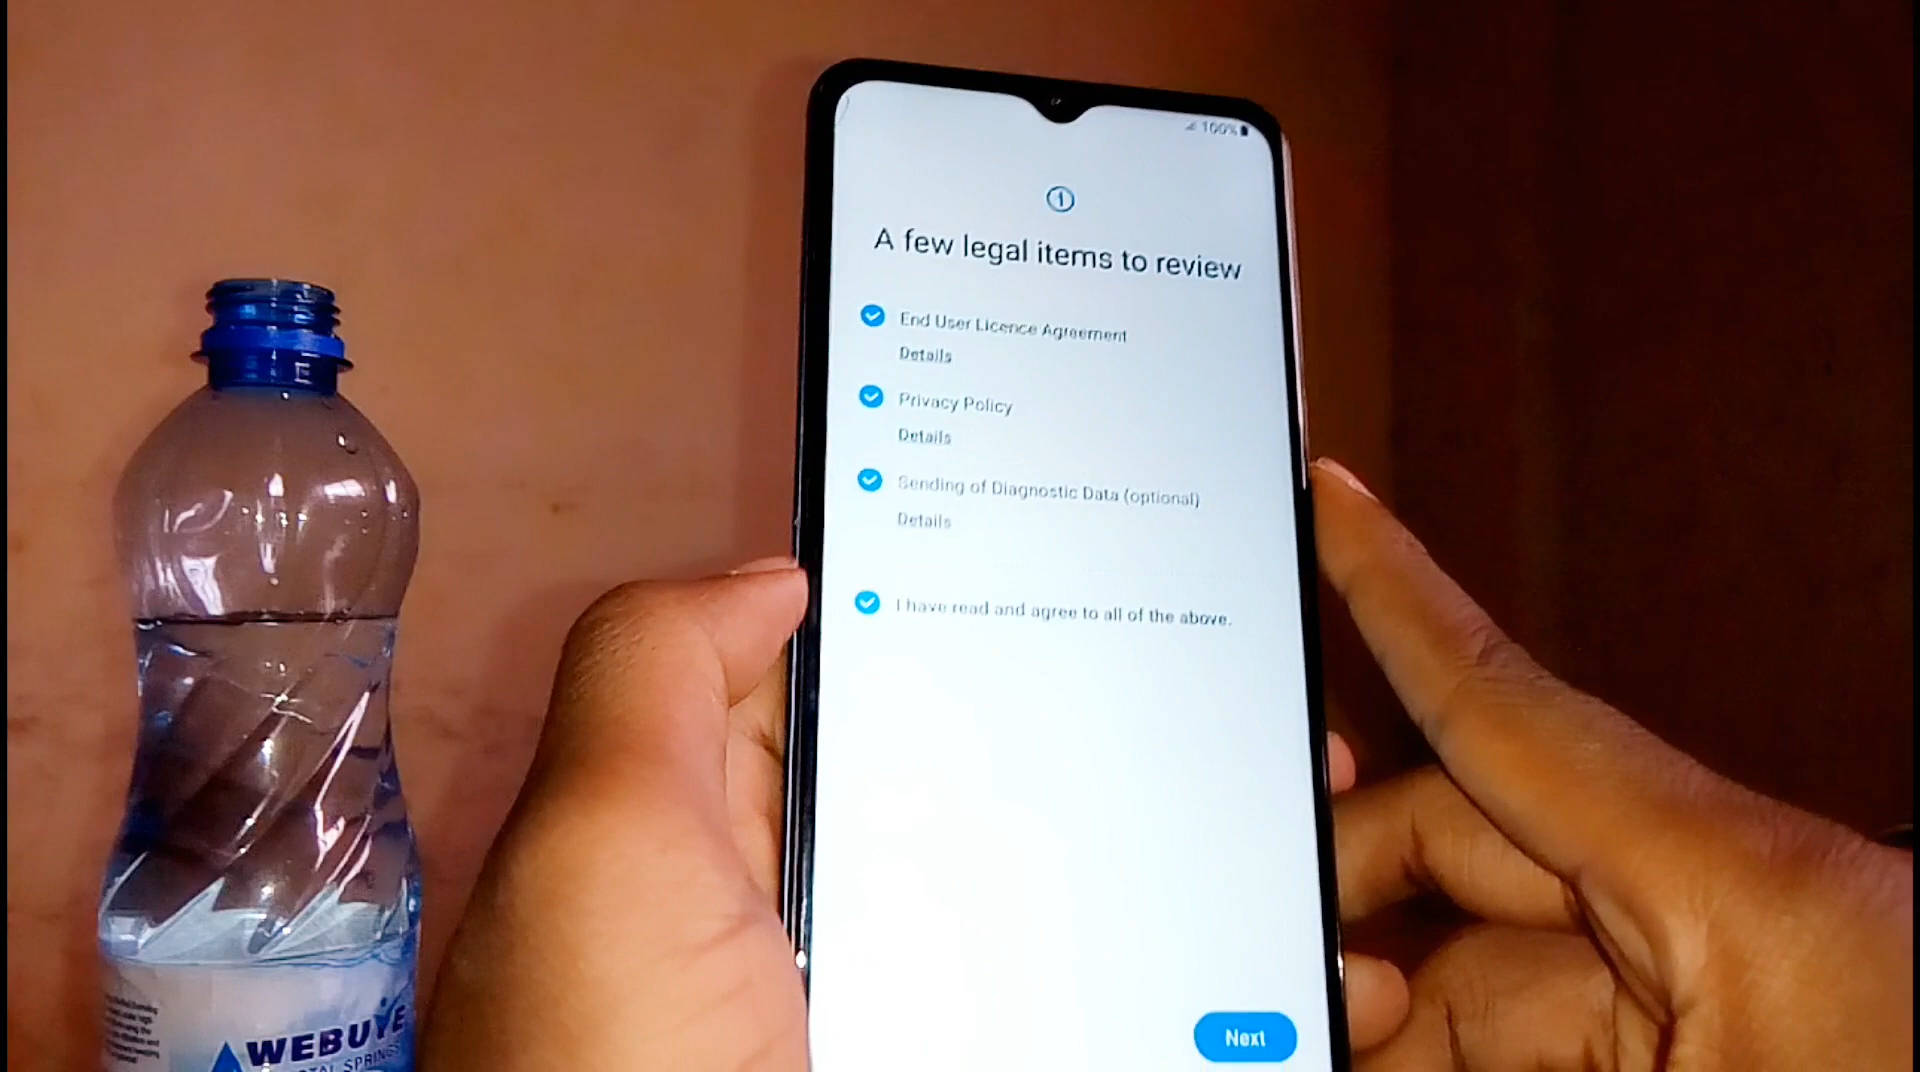 100%
A few legal items to review
End User Licence Agreement
Details
Privacy Policy
Details
Sending of Diagnostic Data (optional)
Details
I have read and agree to all of the above.
Next
WEBUYE